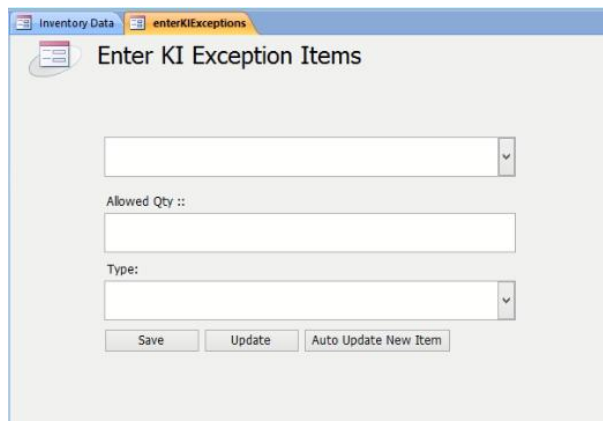 Inventory Data enterKIExceptions
Enter KI Exception Items
Allowed Qty ::
Type:
Save Update Auto Update New Item